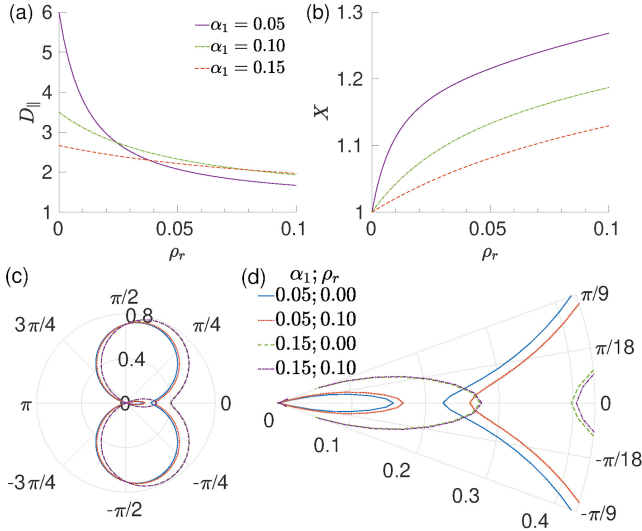 (a)
6
5
4
3
2
1
D∥
0
0.05
0.1
ρr
α1 = 0.05
α1 = 0.10
α1 = 0.15
(b)
1.3
1.2
1.1
1
X
0
0.05
0.1
ρr
(c)
π/2
3π/4
0.8
π/4
0.4
π
0
0
-3π/4
-π/4
-π/2
(d)
α1; ρr
0.05; 0.00
0.05; 0.10
0.15; 0.00
0.15; 0.10
π/9
π/18
0
-π/18
-π/9
0
0.1
0.2
0.3
0.4